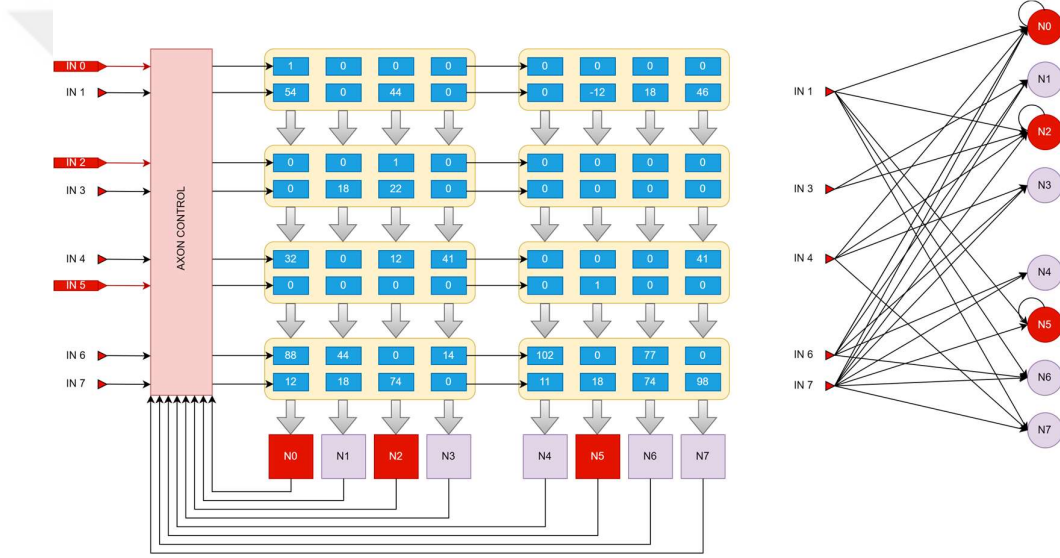 IN 0
1 0 0 0 0 0 0 0
IN 1
54 0 44 0 0 -12 18 46
IN 2
0 0 1 0 0 0 0 0
IN 3
0 18 22 0 0 0 0 0
AXON CONTROL
IN 4
32 0 12 41 0 0 0 41
IN 5
0 0 0 0 0 1 0 0
IN 6
88 44 0 14 102 0 77 0
IN 7
12 18 74 0 11 18 74 98
N0 N1 N2 N3 N4 N5 N6 N7
IN 1
IN 3
IN 4
IN 6
IN 7
N0
N1
N2
N3
N4
N5
N6
N7